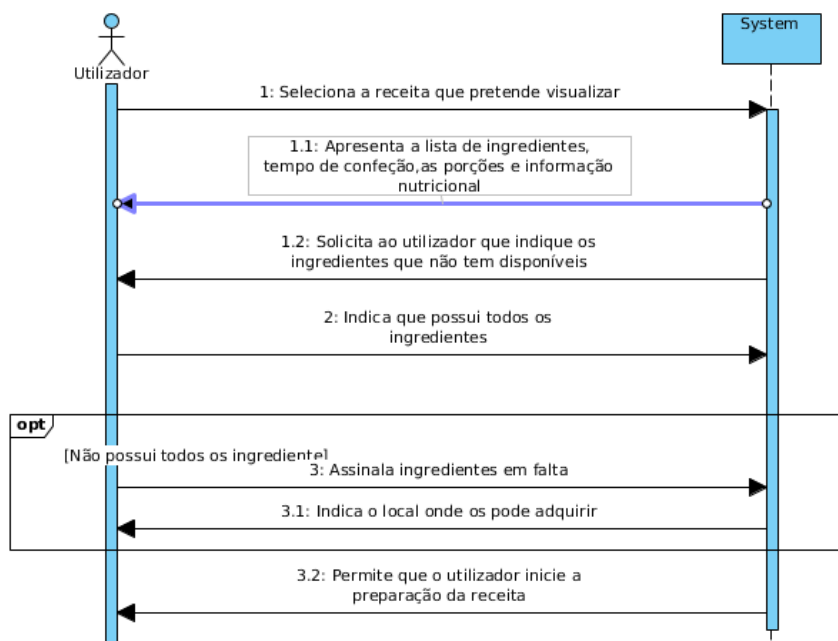 System
Utilizador
1: Seleciona a receita que pretende visualizar
1.1: Apresenta a lista de ingredientes,
tempo de confeção,as porções e informação
nutricional
1.2: Solicita ao utilizador que indique os
ingredientes que não tem disponíveis
2: Indica que possui todos os
ingredientes
opt
[Não possui todos os ingrediente]
3: Assinala ingredientes em falta
3.1: Indica o local onde os pode adquirir
3.2: Permite que o utilizador inicie a
preparação da receita